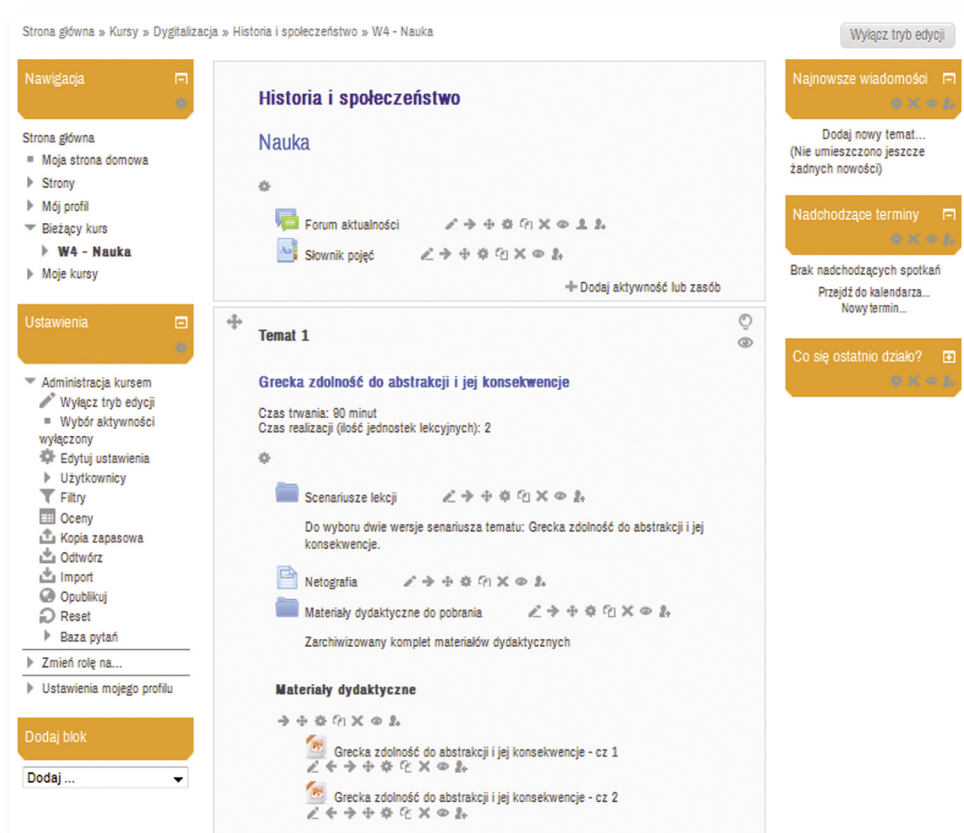 Strona główna » Kursy » Dygitalizacja » Historia i społeczeństwo » W4 - Nauka
Wyłącz tryb edycji
Nawigacja
Strona główna
Moja strona domowa
Strony
Mój profil
Bieżący kurs
W4 - Nauka
Moje kursy
Ustawienia
Administracja kursem
Wyłącz tryb edycji
Wybór aktywności
wyłączony
Edytuj ustawienia
Użytkownicy
Filtry
Oceny
Kopia zapasowa
Odtwórz
Import
Opublikuj
Reset
Baza pytań
Zmień rolę na...
Ustawienia mojego profilu
Dodaj blok
Dodaj ...
Historia i społeczeństwo
Nauka
Forum aktualności
Słownik pojęć
Dodaj aktywność lub zasób
Temat 1
Grecka zdolność do abstrakcji i jej konsekwencje
Czas trwania: 90 minut
Czas realizacji (ilość jednostek lekcyjnych): 2
Scenariusze lekcji
Do wyboru dwie wersje senariusza tematu: Grecka zdolność do abstrakcji i jej
konsekwencje.
Netografia
Materiały dydaktyczne do pobrania
Zarchiwizowany komplet materiałów dydaktycznych
Materiały dydaktyczne
Grecka zdolność do abstrakcji i jej konsekwencje - cz 1
Grecka zdolność do abstrakcji i jej konsekwencje - cz 2
Najnowsze wiadomości
Dodaj nowy temat...
(Nie umieszczono jeszcze
żadnych nowości)
Nadchodzące terminy
Brak nadchodzących spotkań
Przejdź do kalendarza...
Nowy termin...
Co się ostatnio działo?